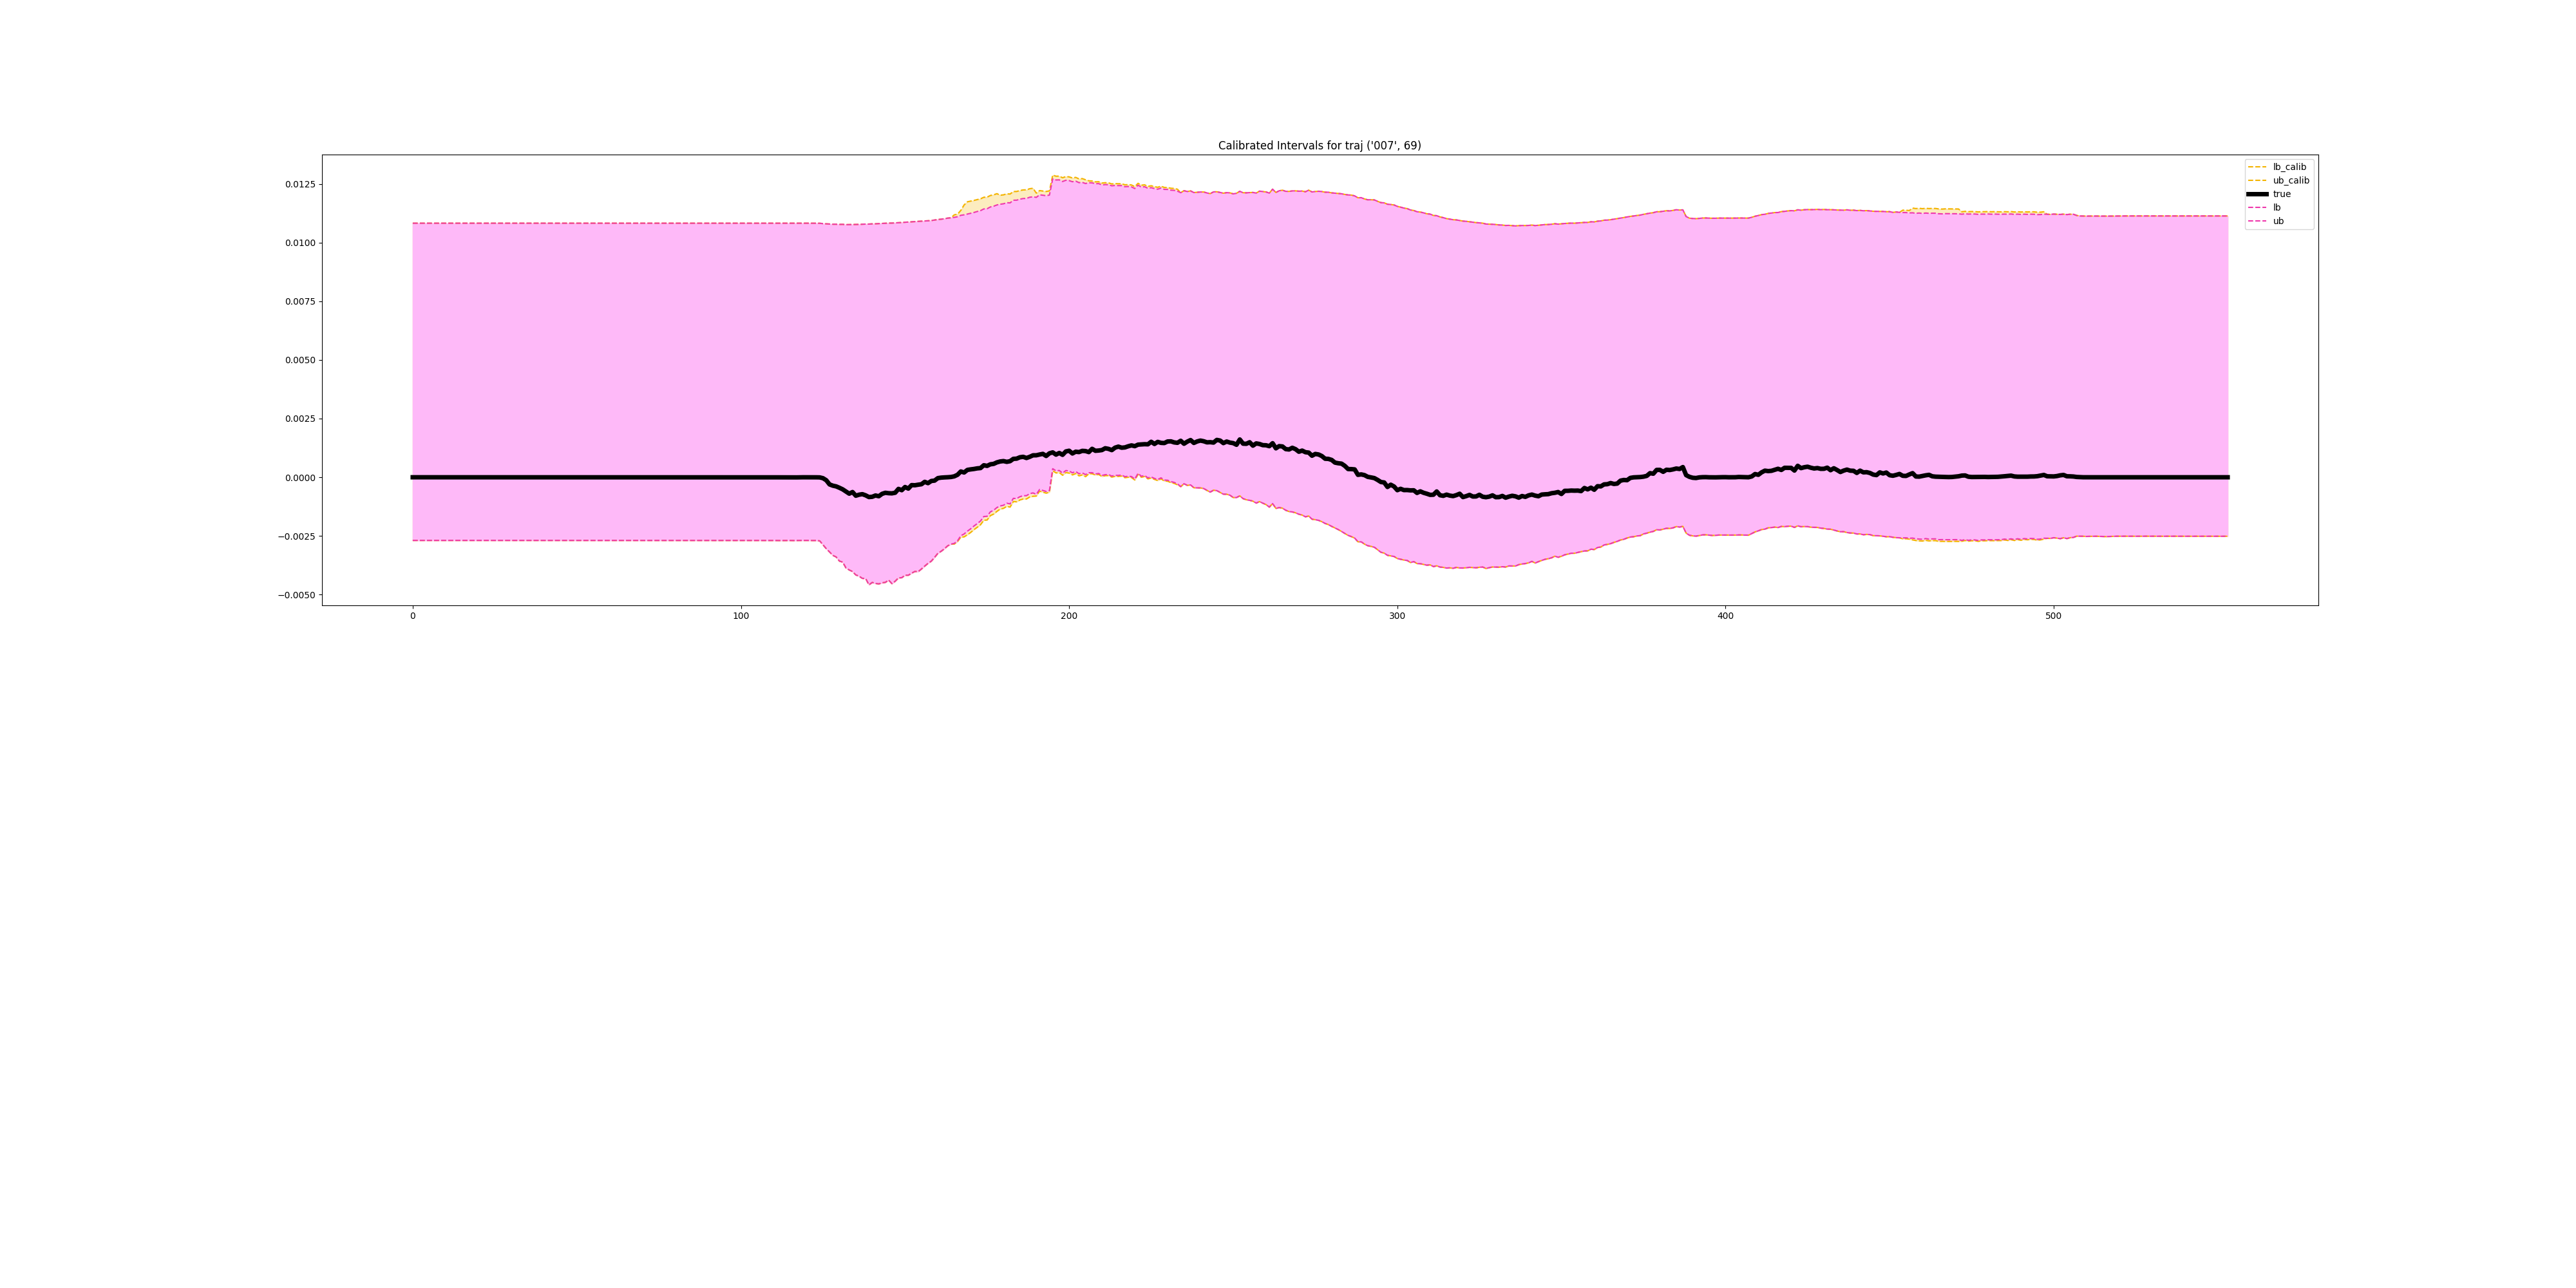 Calibrated Intervals for traj ('007', 69)
lb_calib
ub_calib
true
lb
ub
0.0125
0.0100
0.0075
0.0050
0.0025
0.0000
−0.0025
−0.0050
0 100 200 300 400 500